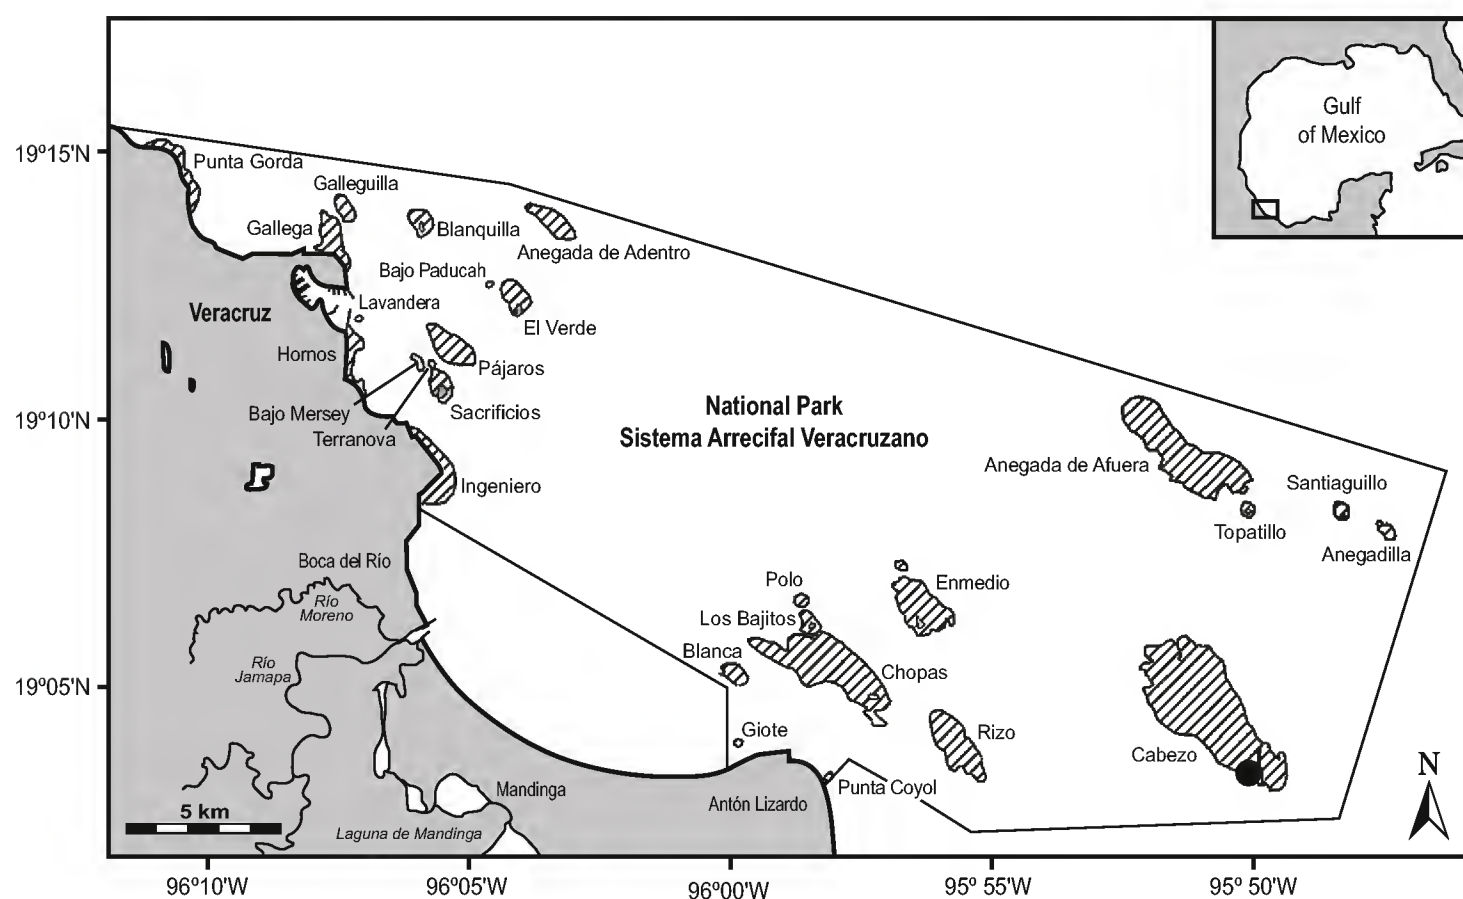 Gulf
of Mexico
19º15'N
Punta Gorda
Galleguilla
Gallega
Blanquilla
Anegada de Adentro
Bajo Paducah
Lavandera
Veracruz
El Verde
Hornos
Pájaros
Bajo Mersey
Sacrificios
19º10'N
Terranova
National Park
Sistema Arrecifal Veracruzano
Anegada de Afuera
Ingeniero
Santiaguillo
Topatillo
Anegadilla
Boca del Río
Río
Moreno
Polo
Enmedio
Los Bajitos
Blanca
Río
Jamapa
Chopas
19º05'N
Giote
Rizo
Cabezo
N
Mandinga
Punta Coyol
Antón Lizardo
5 km
Laguna de Mandinga
96º10'W
96º05'W
96º00'W
95º 55'W
95º 50'W